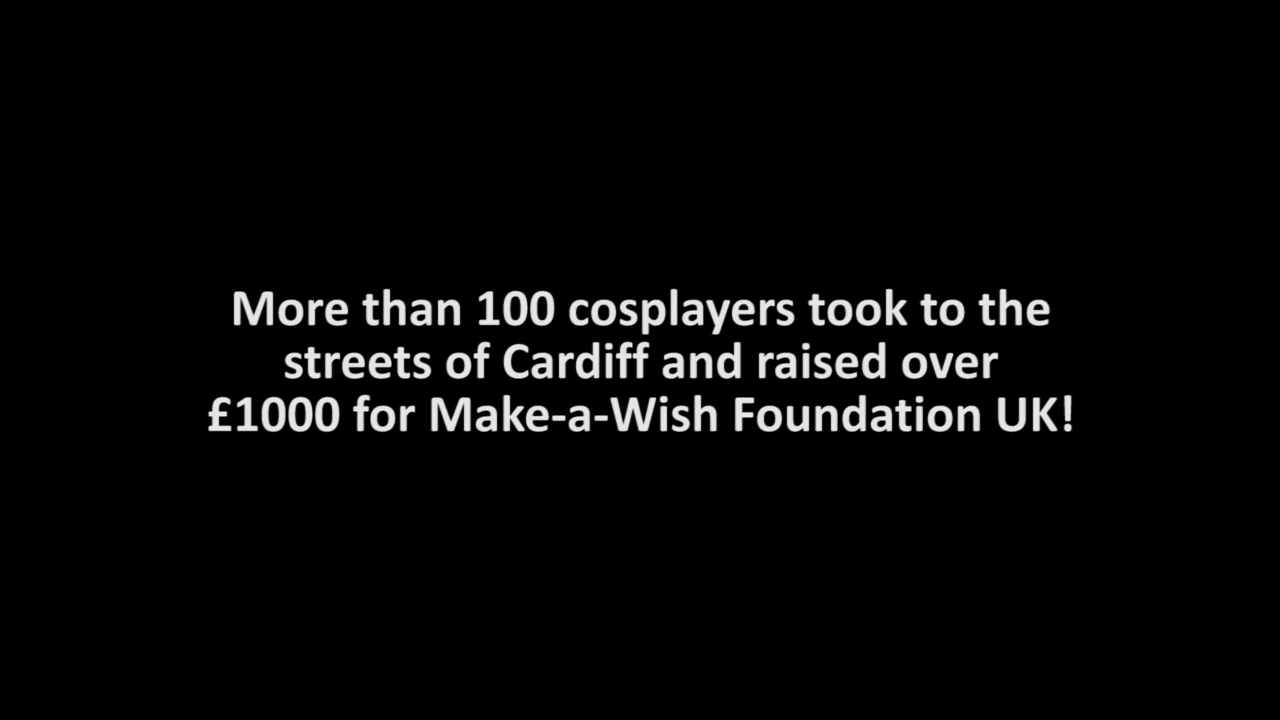 More than 100 cosplayers took to the
streets of Cardiff and raised over
£1000 for Make-a-Wish Foundation UK!